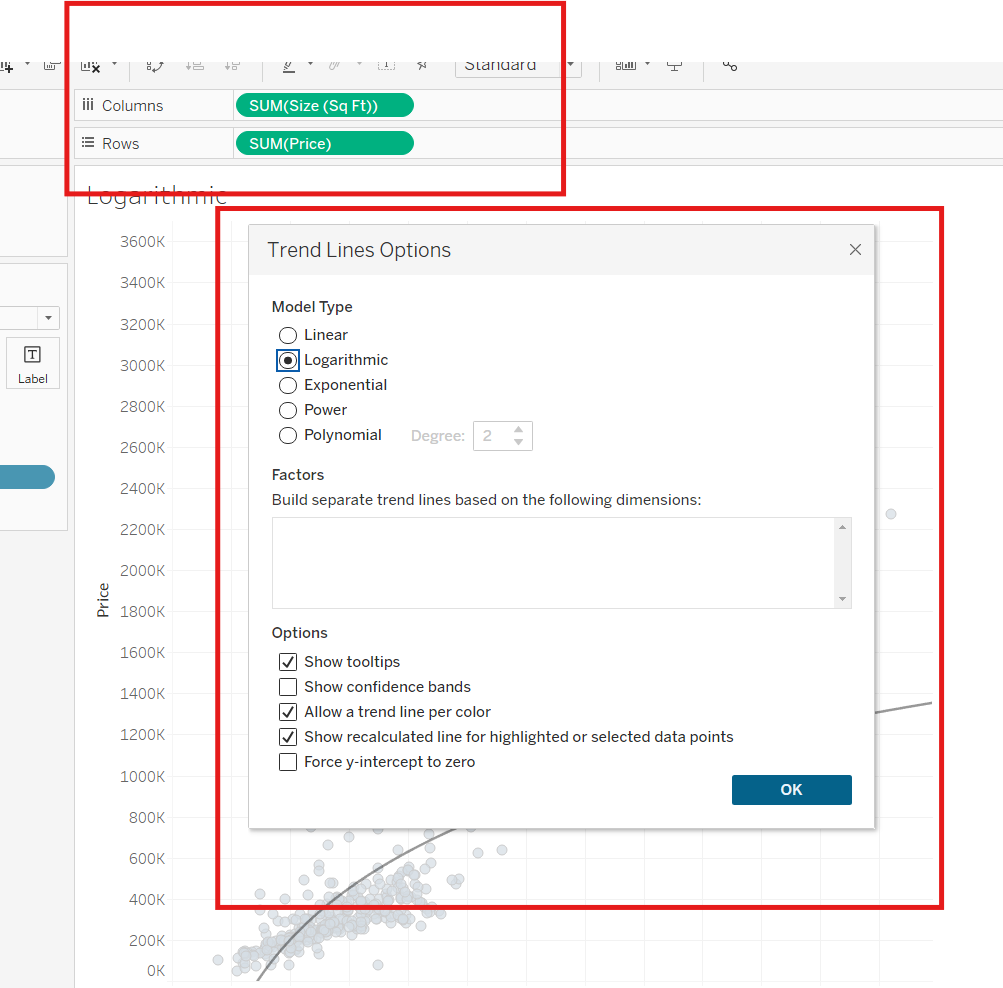 Standard
Columns SUM(Size (Sq Ft))
Rows SUM(Price)
Logarithmic
3600K
3400K
3200K
3000K
2800K
2600K
2400K
2200K
2000K
1800K
1600K
1400K
1200K
1000K
800K
600K
400K
200K
0K
Price
Label
Trend Lines Options
Model Type
Linear
Logarithmic
Exponential
Power
Polynomial Degree: 2
Factors
Build separate trend lines based on the following dimensions:
Options
Show tooltips
Show confidence bands
Allow a trend line per color
Show recalculated line for highlighted or selected data points
Force y-intercept to zero
OK